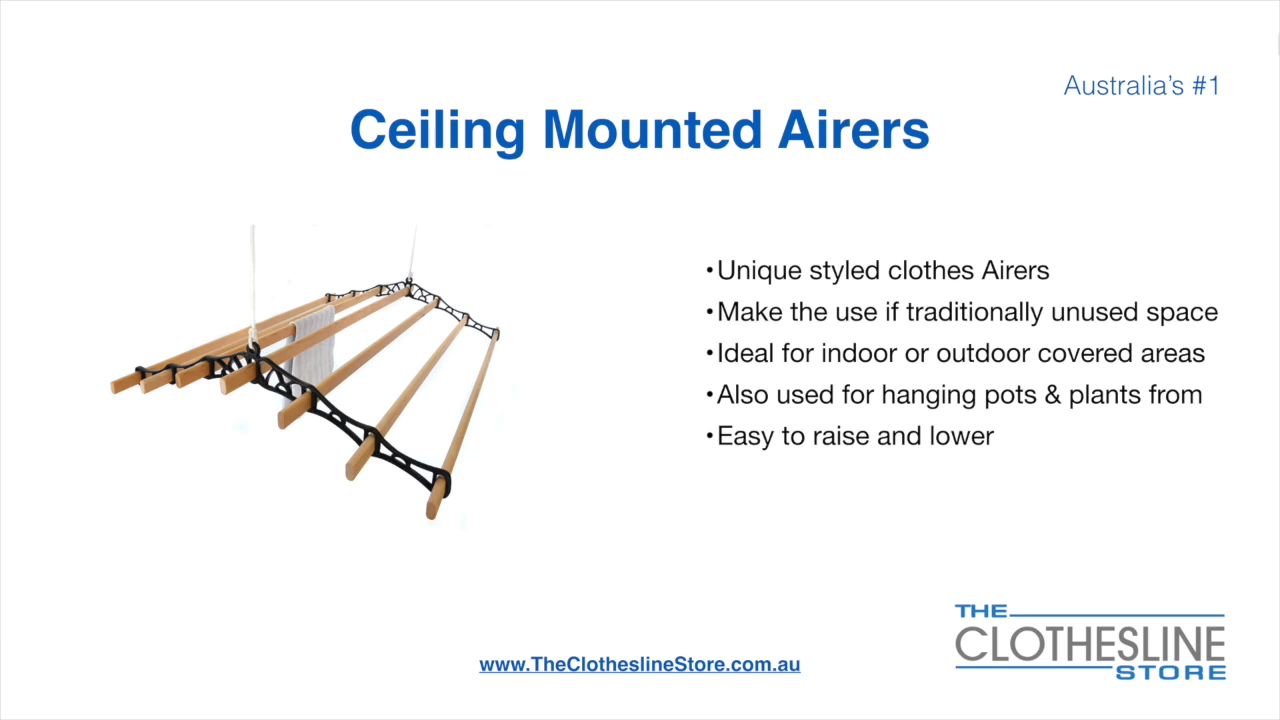 Australia's #1
Ceiling Mounted Airers
•Unique styled clothes Airers
•Make the use if traditionally unused space
•Ideal for indoor or outdoor covered areas
•Also used for hanging pots & plants from
•Easy to raise and lower
www.TheClotheslineStore.com.au
THE
CLOTHESLINE
STORE